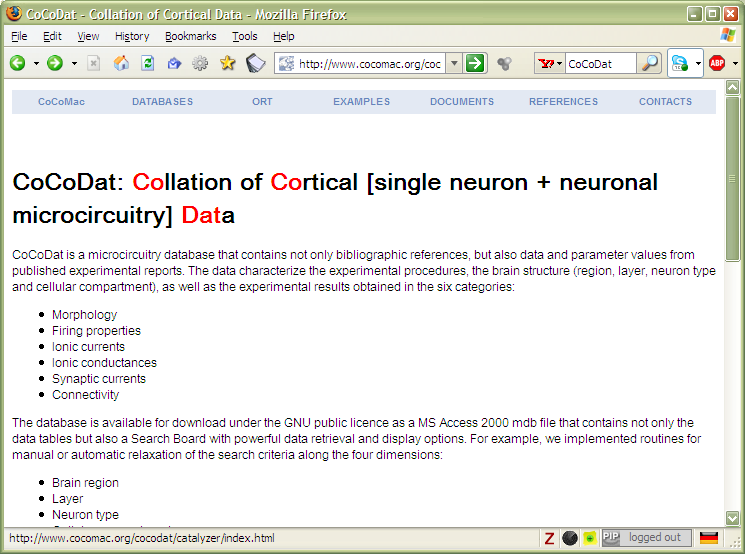 CoCoDat - Collation of Cortical Data - Mozilla Firefox
File Edit View History Bookmarks Tools Help
http://www.cocomac.org/coc
CoCoDat
ABP
CoCoMac DATABASES ORT EXAMPLES DOCUMENTS REFERENCES CONTACTS
CoCoDat: Collation of Cortical [single neuron + neuronal
microcircuitry] Data
CoCoDat is a microcircuitry database that contains not only bibliographic references, but also data and parameter values from
published experimental reports. The data characterize the experimental procedures, the brain structure (region, layer, neuron type
and cellular compartment), as well as the experimental results obtained in the six categories:
Morphology
Firing properties
Ionic currents
Ionic conductances
Synaptic currents
Connectivity
The database is available for download under the GNU public licence as a MS Access 2000 mdb file that contains not only the
data tables but also a Search Board with powerful data retrieval and display options. For example, we implemented routines for
manual or automatic relaxation of the search criteria along the four dimensions:
Brain region
Layer
Neuron type
http://www.cocomac.org/cocodat/catalyzer/index.html Z PIP logged out